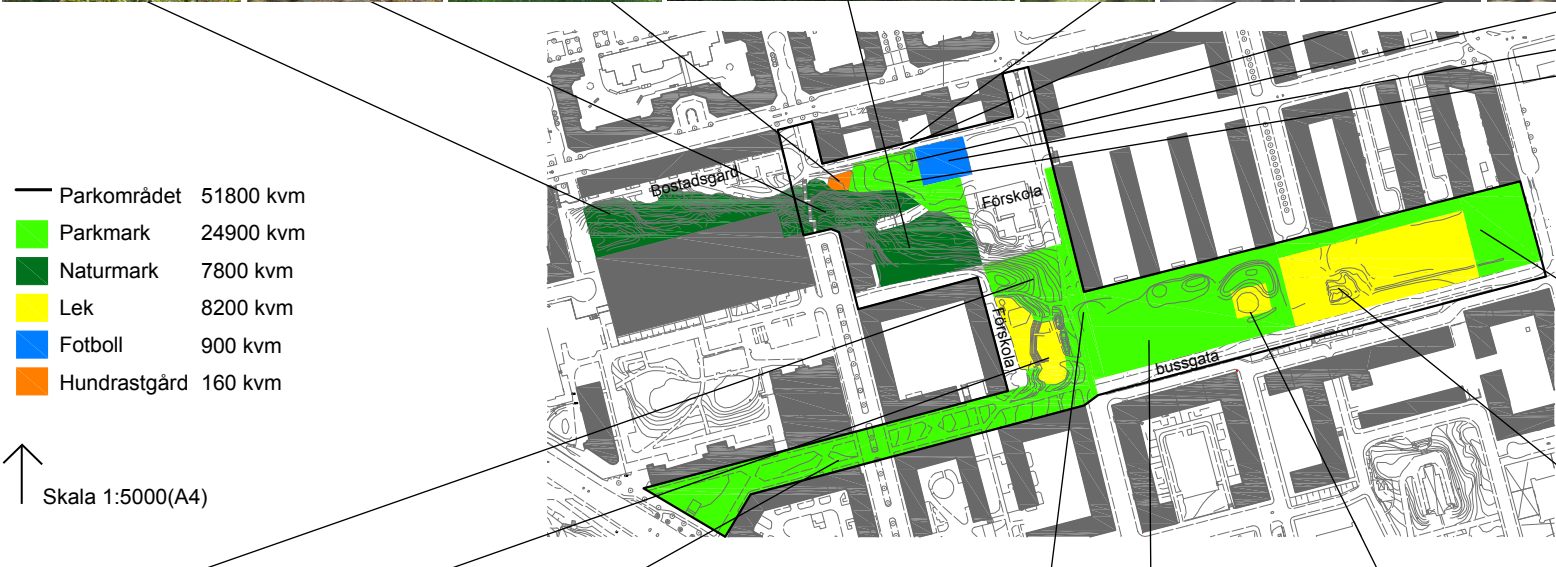 Parkområdet 51800 kvm
Parkmark 24900 kvm
Naturmark 7800 kvm
Lek 8200 kvm
Fotboll 900 kvm
Hundrastgård 160 kvm
Skala 1:5000(A4)
Bostadsgård
Förskola
Förskola
bussgata